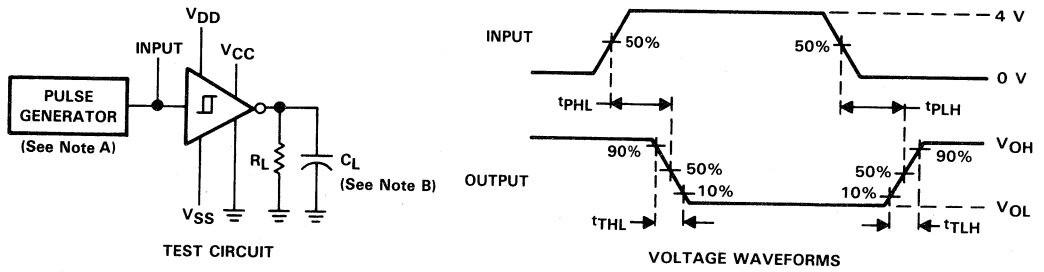 VDD
INPUT
VCC
PULSE
GENERATOR
(See Note A)
RL
CL
(See Note B)
VSS
TEST CIRCUIT
INPUT
50%
50%
4 V
0 V
tPHL
tPLH
OUTPUT
90%
50%
10%
50%
10%
90%
VOH
VOL
tTHL
tTLH
VOLTAGE WAVEFORMS